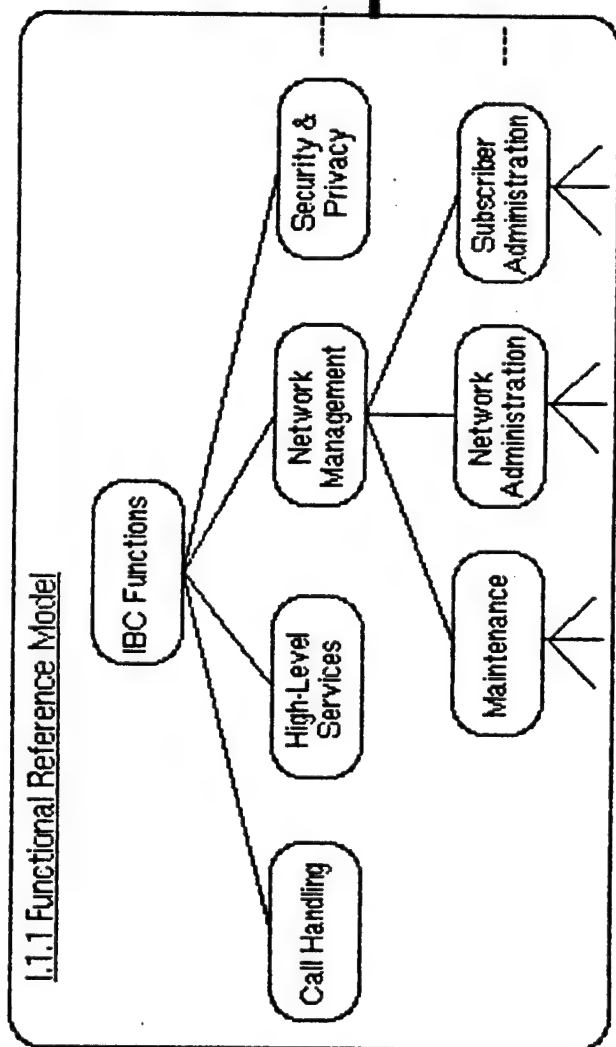 I.1.1 Functional Reference Model
IBC Functions
Call Handling
High-Level
Services
Network
Management
Security &
Privacy
Maintenance
Network
Administration
Subscriber
Administration